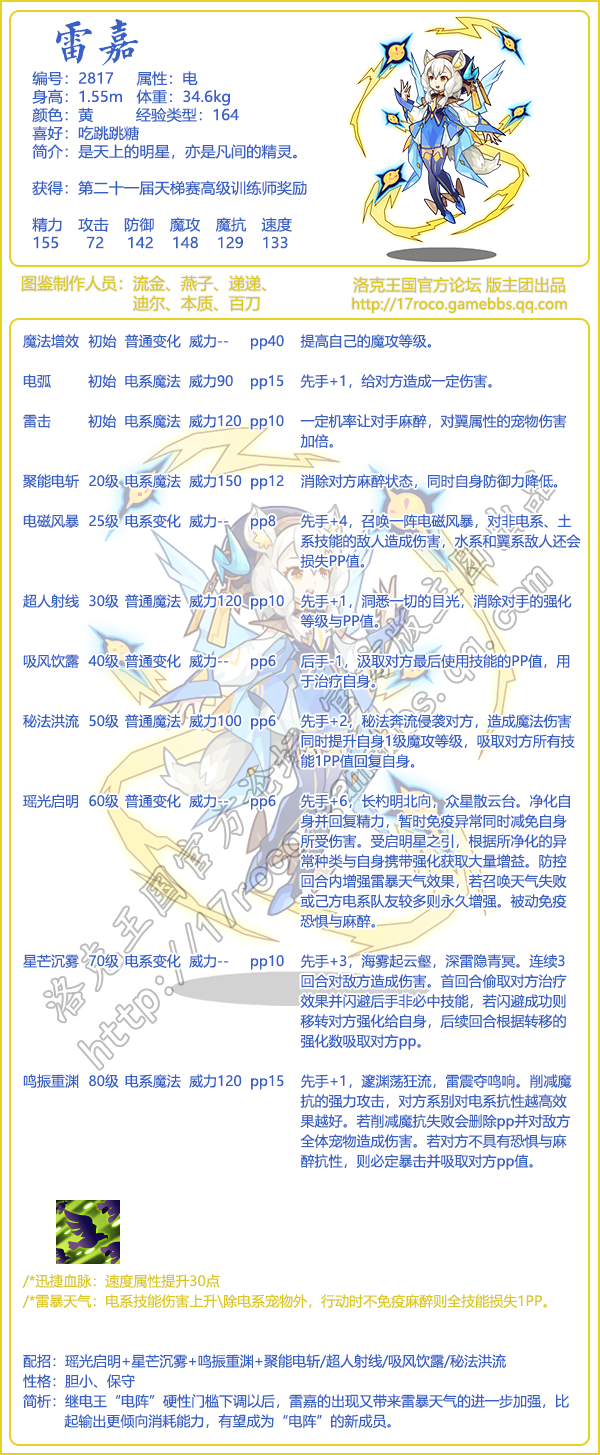 雷嘉
编号：2817 属性：电
身高：1.55m 体重：34.6kg
颜色：黄 经验类型：164
喜好：吃跳跳糖
简介：是天上的明星，亦是凡间的精灵。
获得：第二十一届天梯赛高级训练师奖励
精力 攻击 防御 魔攻 魔抗 速度
155 72 142 148 129 133
图鉴制作人员：流金、燕子、递递、
迪尔、本质、百刀
洛克王国官方论坛 版主团出品
http://17roco.gamebbs.qq.com
魔法增效 初始 普通变化 威力-- pp40 提高自己的魔攻等级。
电弧 初始 电系魔法 威力90 pp15 先手+1，给对方造成一定伤害。
雷击 初始 电系魔法 威力120 pp10 一定机率让对手麻醉，对翼属性的宠物伤害
加倍。
聚能电斩 20级 电系魔法 威力150 pp12 消除对方麻醉状态，同时自身防御力降低。
电磁风暴 25级 电系变化 威力-- pp8 先手+4，召唤一阵电磁风暴，对非电系、土
系技能的敌人造成伤害，水系和翼系敌人还会
损失PP值。
超人射线 30级 普通魔法 威力120 pp10 先手+1，洞悉一切的目光，消除对手的强化
等级与PP值。
吸风饮露 40级 普通变化 威力-- pp6 后手-1，汲取对方最后使用技能的PP值，用
于治疗自身。
秘法洪流 50级 普通魔法 威力100 pp6 先手+2，秘法奔流侵袭对方，造成魔法伤害
同时提升自身1级魔攻等级，吸取对方所有技
能1PP值回复自身。
瑶光启明 60级 普通变化 威力-- pp6 先手+6，长杓明北向，众星散云台。净化自
身并回复精力，暂时免疫异常同时减免自身
所受伤害。受启明星之引，根据所净化的异
常种类与自身携带强化获取大量增益。防控
回合内增强雷暴天气效果，若召唤天气失败
或己方电系队友较多则永久增强。被动免疫
恐惧与麻醉。
星芒沉雾 70级 电系变化 威力-- pp10 先手+3，海雾起云壑，深雷隐青冥。连续3
回合对敌方造成伤害。首回合偷取对方治疗
效果并闪避后手非必中技能，若闪避成功则
移转对方强化给自身，后续回合根据转移的
强化数吸取对方pp。
鸣振重渊 80级 电系魔法 威力120 pp15 先手+1，邃渊荡狂流，雷震夺鸣响。削减魔
抗的强力攻击，对方系别对电系抗性越高效
果越好。若削减魔抗失败会删除pp并对敌方
全体宠物造成伤害。若对方不具有恐惧与麻
醉抗性，则必定暴击并吸取对方pp值。
洛克王国官方论坛 官方版主团出品
http://17roco.gamebbs.qq.com
/*迅捷血脉：速度属性提升30点
/*雷暴天气：电系技能伤害上升\除电系宠物外，行动时不免疫麻醉则全技能损失1PP。
配招：瑶光启明+星芒沉雾+鸣振重渊+聚能电斩/超人射线/吸风饮露/秘法洪流
性格：胆小、保守
简析：继电王“电阵”硬性门槛下调以后，雷嘉的出现又带来雷暴天气的进一步加强，比
起输出更倾向消耗能力，有望成为“电阵”的新成员。